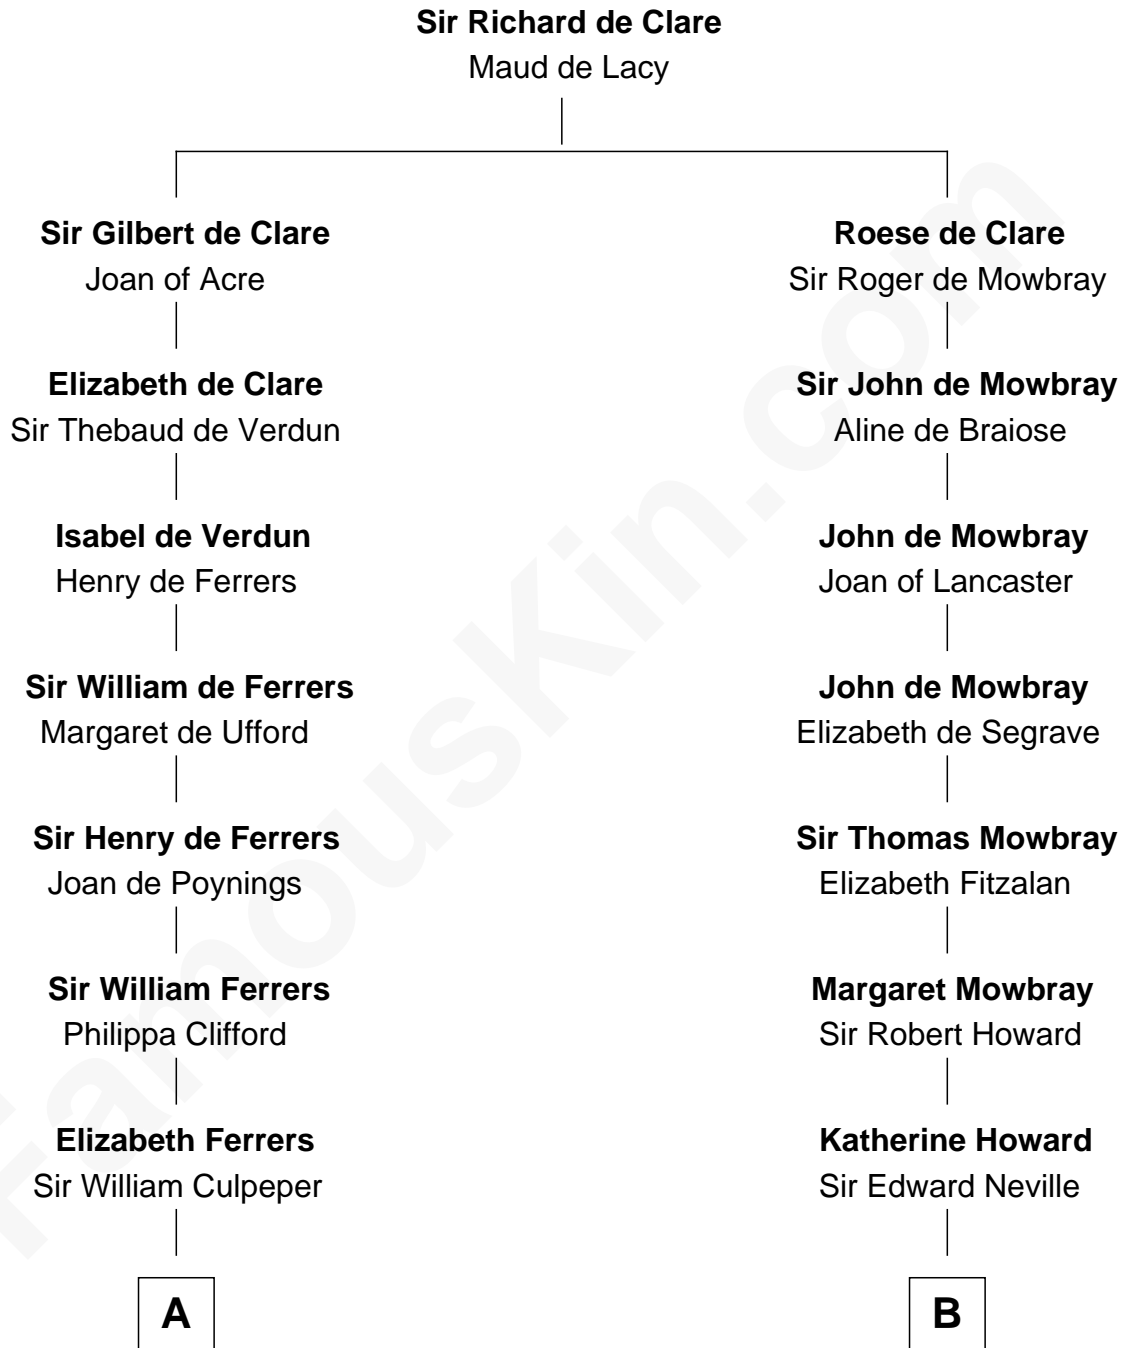 Sir Richard de Clare
Maud de Lacy
Sir Gilbert de Clare
Joan of Acre
Roese de Clare
Sir Roger de Mowbray
Elizabeth de Clare
Sir Thebaud de Verdun
Sir John de Mowbray
Aline de Braiose
Isabel de Verdun
Henry de Ferrers
John de Mowbray
Joan of Lancaster
Sir William de Ferrers
Margaret de Ufford
John de Mowbray
Elizabeth de Segrave
Sir Henry de Ferrers
Joan de Poynings
Sir Thomas Mowbray
Elizabeth Fitzalan
Sir William Ferrers
Philippa Clifford
Margaret Mowbray
Sir Robert Howard
Elizabeth Ferrers
Sir William Culpeper
Katherine Howard
Sir Edward Neville
A
B
FamousKin.com